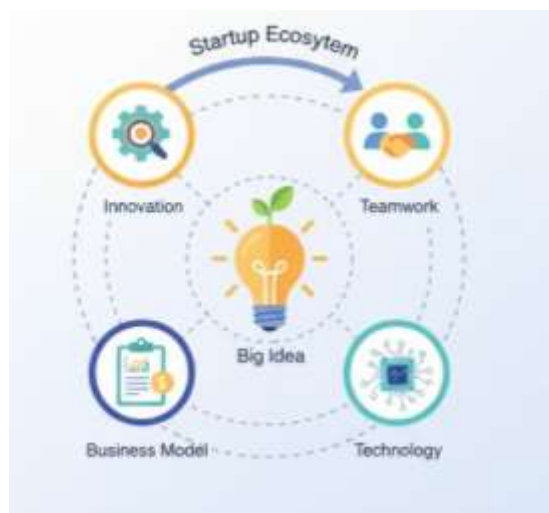 Startup Ecosytem
Innovation
Teamwork
Big Idea
Business Model
Technology